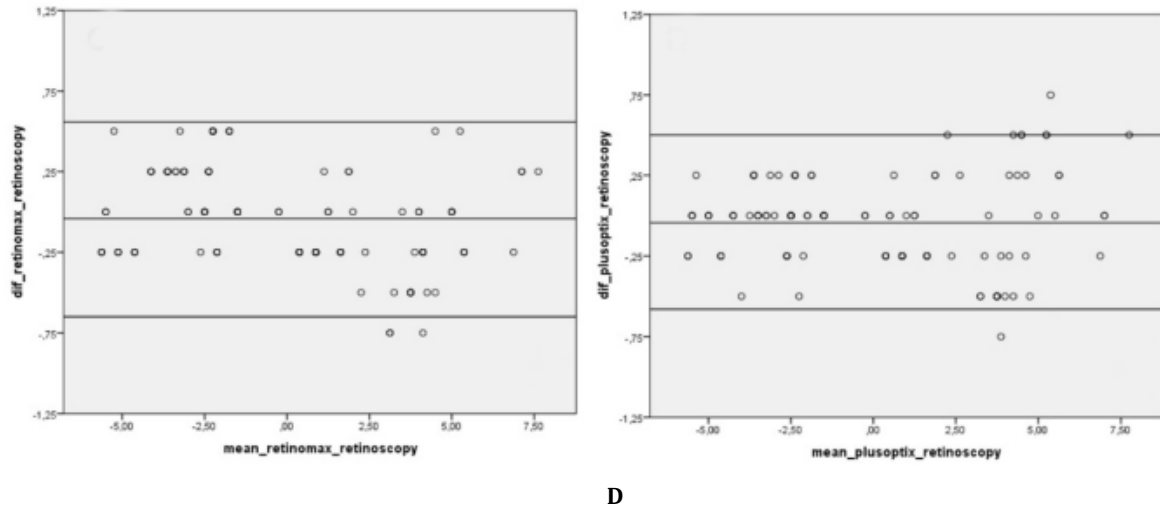 1,25
,75
,25
-,25
-,75
-1,25
dif_retinomax_retinoscopy
-5,00 -2,50 ,00 2,50 5,00 7,50
mean_retinomax_retinoscopy
1,25
,75
,25
-,25
-,75
-1,25
dif_plusoptix_retinoscopy
-5,00 -2,50 ,00 2,50 5,00 7,50
mean_plusoptix_retinoscopy
D